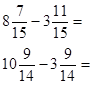 8 7/15 − 3 11/15 =
10 9/14 − 3 9/14 =